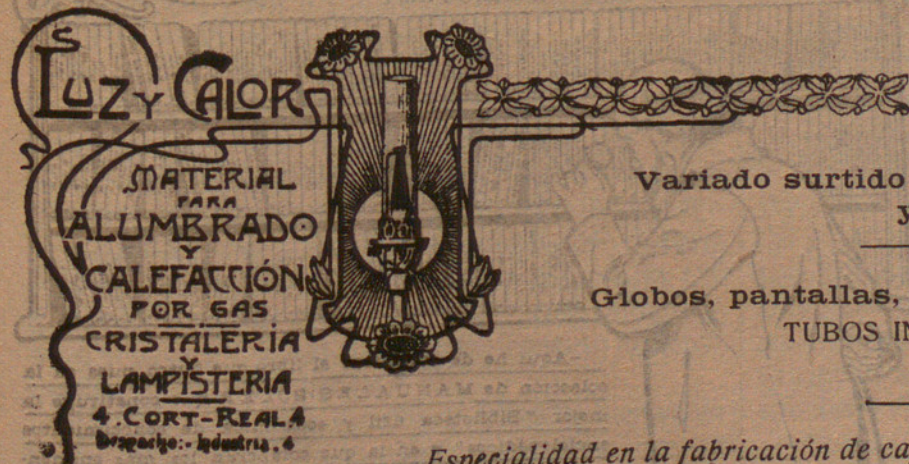 LUZ Y CALOR
MATERIAL
PARA
ALUMBRADO
Y
CALEFACCIÓN
POR GAS
CRISTALERIA
Y
LAMPISTERIA
4. CORT-REAL. 4
Despacho:- Industria, 4
Variado surtido
y
Globos, pantallas,
TUBOS IN
Especialidad en la fabricación de ca